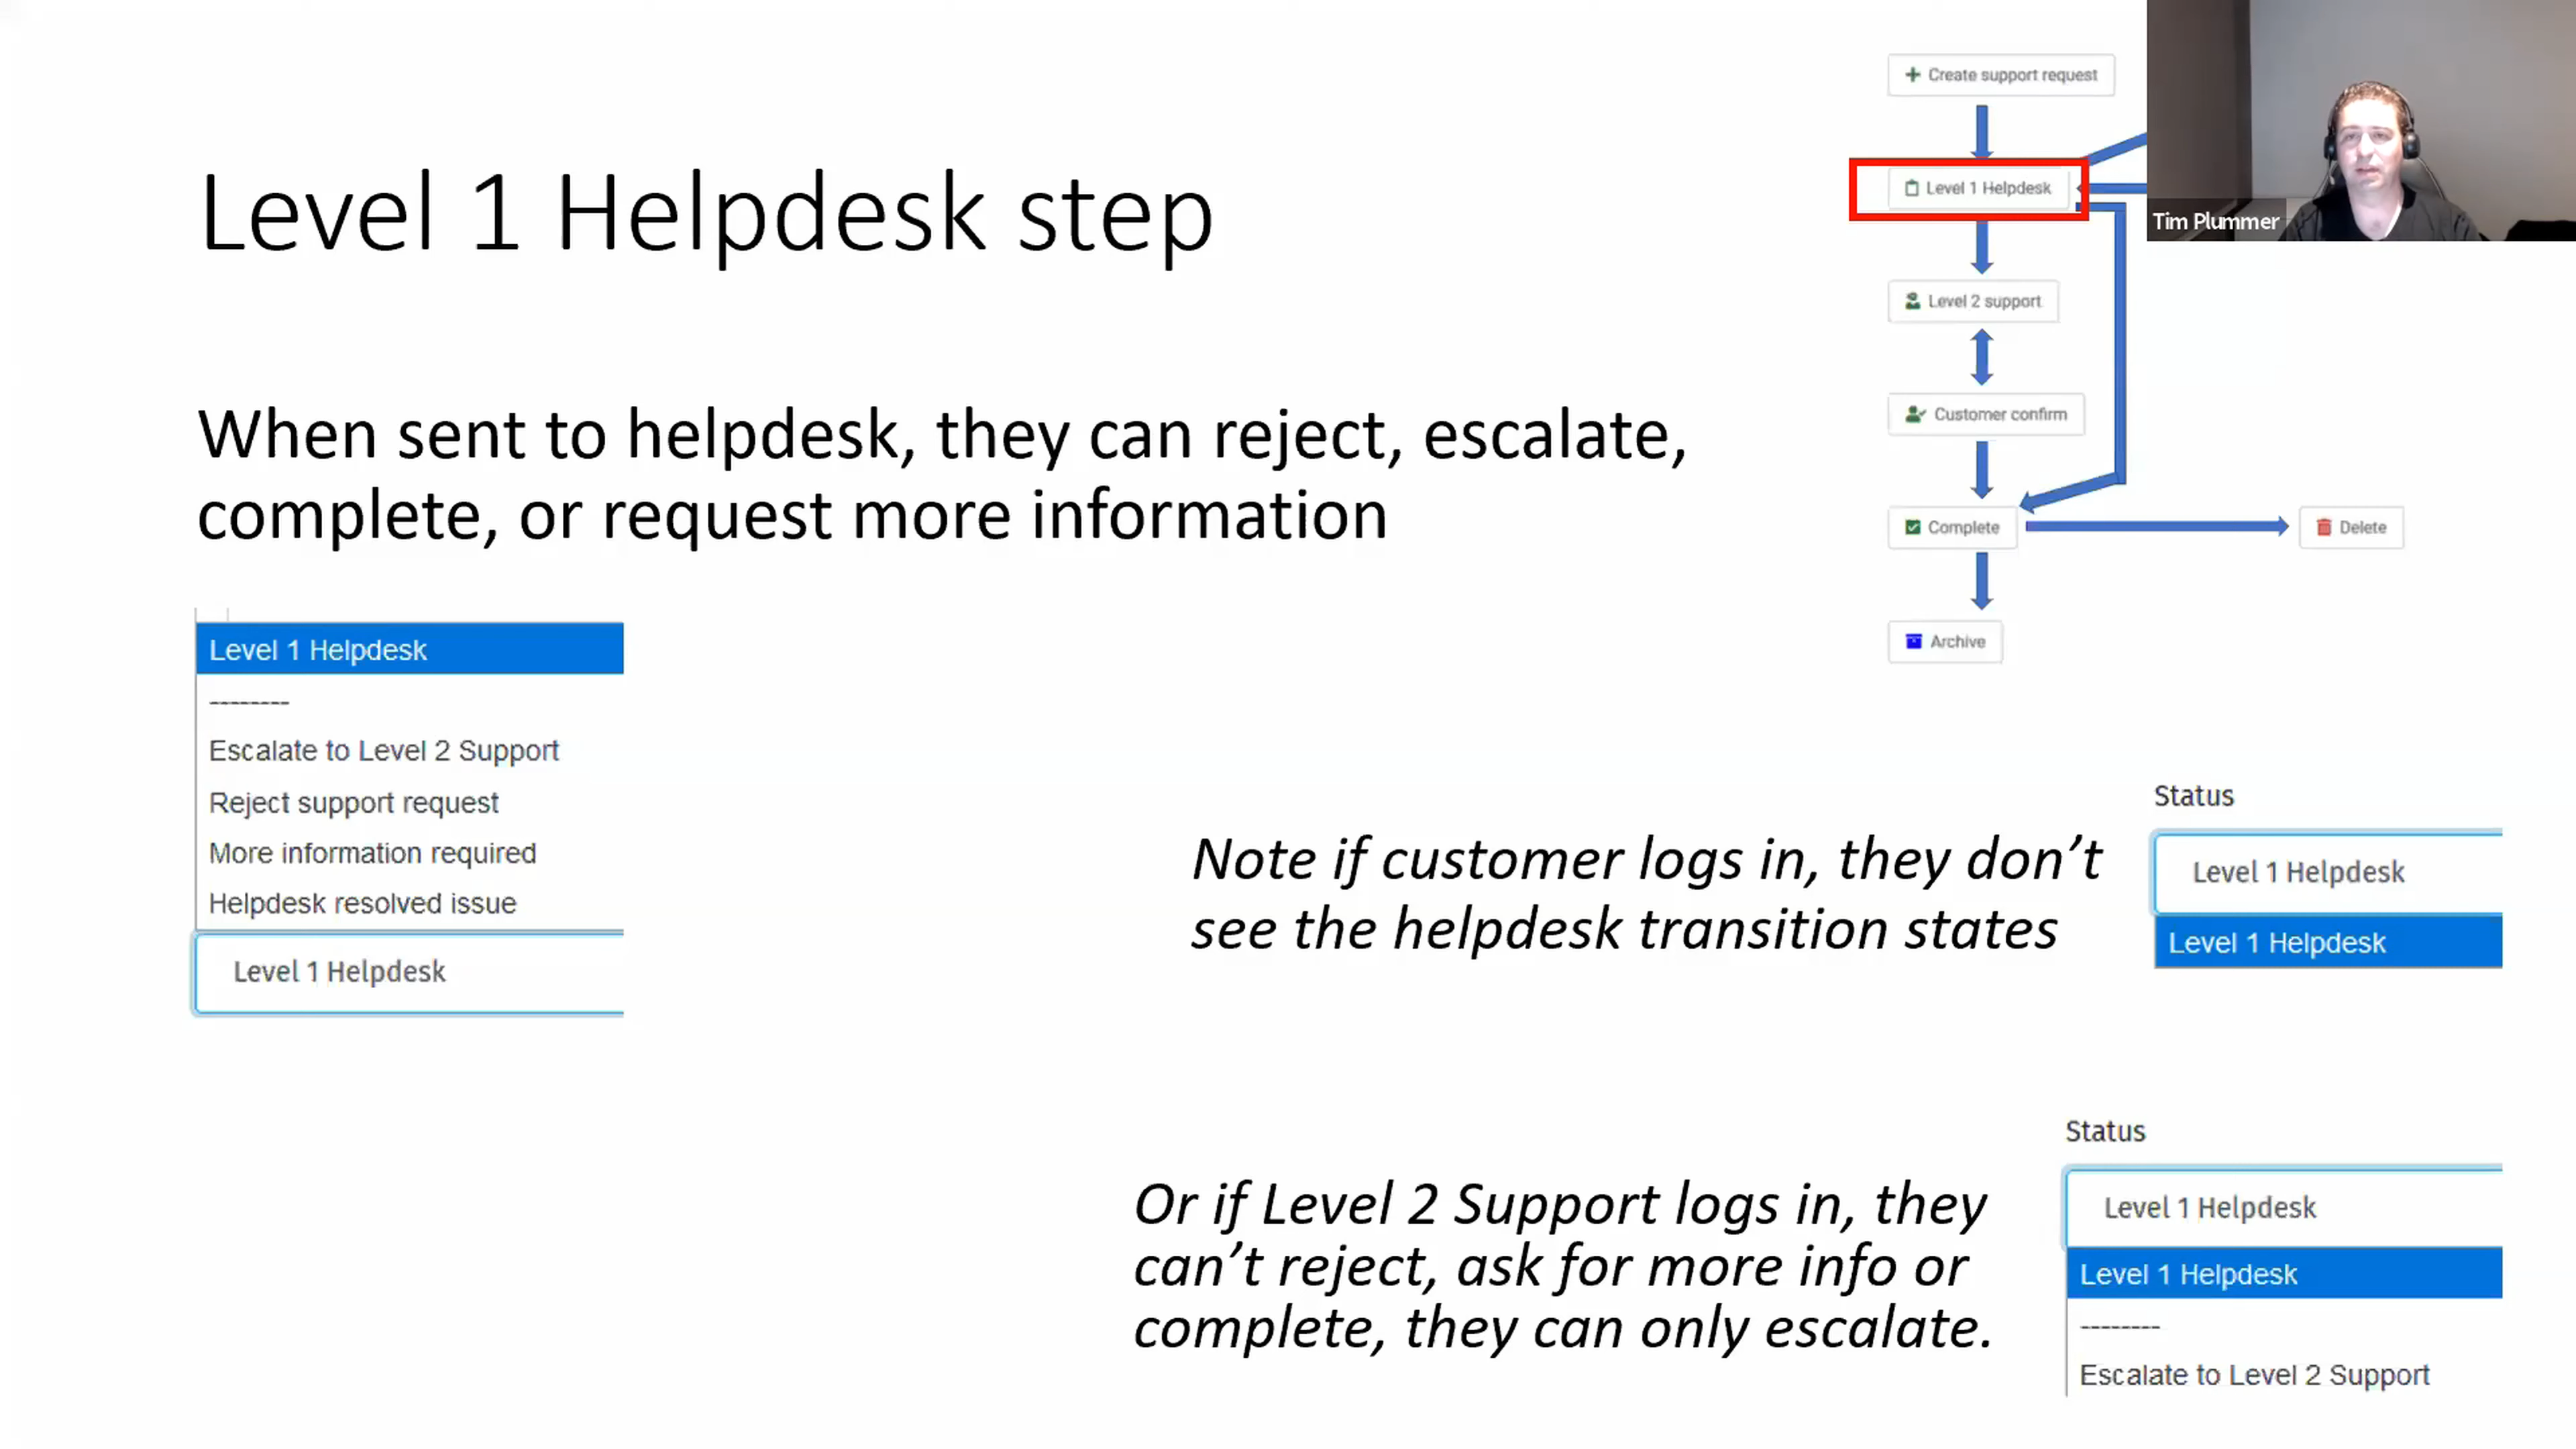 Level 1 Helpdesk step
When sent to helpdesk, they can reject, escalate,
complete, or request more information
Level 1 Helpdesk
--------
Escalate to Level 2 Support
Reject support request
More information required
Helpdesk resolved issue
Level 1 Helpdesk
Create support request
Level 1 Helpdesk
Level 2 support
Customer confirm
Complete
Delete
Archive
Tim Plummer
Note if customer logs in, they don’t
see the helpdesk transition states
Status
Level 1 Helpdesk
Level 1 Helpdesk
Or if Level 2 Support logs in, they
can’t reject, ask for more info or
complete, they can only escalate.
Status
Level 1 Helpdesk
Level 1 Helpdesk
--------
Escalate to Level 2 Support